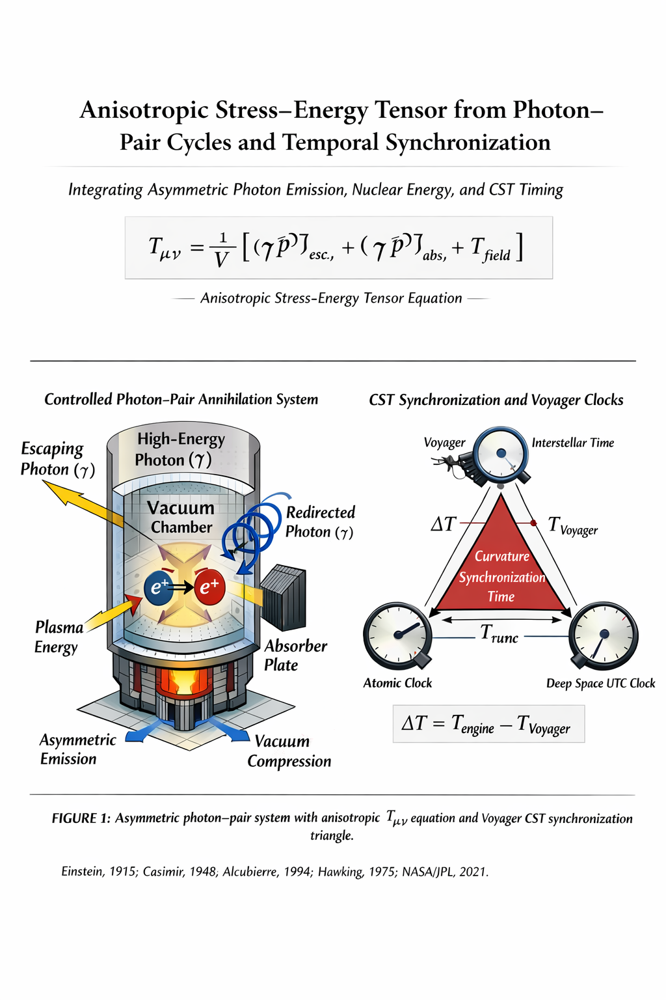 Anisotropic Stress–Energy Tensor from Photon–
Pair Cycles and Temporal Synchronization
Integrating Asymmetric Photon Emission, Nuclear Energy, and CST Timing
Tμν = 1/V [(γ p⃗)]esc., + (γ p⃗)]abs, + Tfield]
Anisotropic Stress–Energy Tensor Equation
Controlled Photon–Pair Annihilation System
High-Energy
Photon (γ)
Escaping
Photon (γ)
Vacuum
Chamber
Redirected
Photon (γ)
e+
e+
Plasma
Energy
Absorber
Plate
Asymmetric
Emission
Vacuum
Compression
CST Synchronization and Voyager Clocks
Voyager
Interstellar Time
ΔT
TVoyager
Curvature
Synchronization
Time
Trunc
Atomic Clock
Deep Space UTC Clock
ΔT = Tengine − TVoyager
FIGURE 1: Asymmetric photon–pair system with anisotropic Tμν equation and Voyager CST synchronization
triangle.
Einstein, 1915; Casimir, 1948; Alcubierre, 1994; Hawking, 1975; NASA/JPL, 2021.